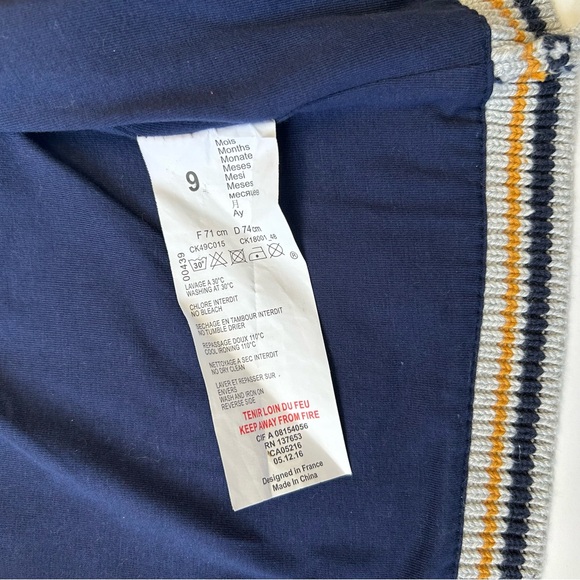 9
Mois
Months
Monate
Meses
Mesi
Meses
месяцев
月
Ay
F 71 cm D 74 cm
CK49C015 CK18001_48
00439
30°
®
LAVAGE A 30°C
WASHING AT 30°C
CHLORE INTERDIT
NO BLEACH
SECHAGE EN TAMBOUR INTERDIT
NO TUMBLE DRIER
REPASSAGE DOUX 110°C
COOL IRONING 110°C
NETTOYAGE A SEC INTERDIT
NO DRY CLEAN
LAVER ET REPASSER SUR
ENVERS
WASH AND IRON ON
REVERSE SIDE
TENIR LOIN DU FEU
KEEP AWAY FROM FIRE
CIF A 08154056
RN 137653
*CA05216
05.12.16
Designed in France
Made In China